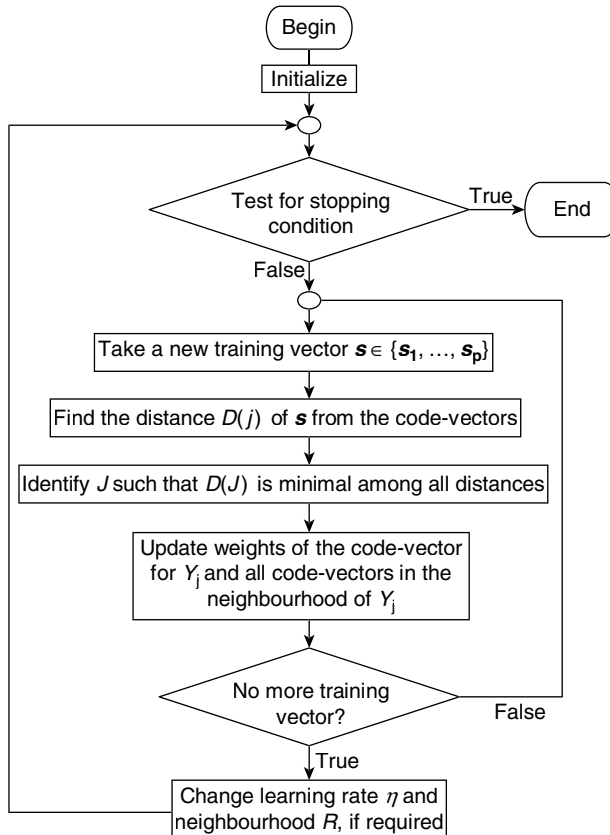 Begin
Initialize
Test for stopping
condition
True
End
False
Take a new training vector s ∈ {s₁, …, sₚ}
Find the distance D(j) of s from the code-vectors
Identify J such that D(J) is minimal among all distances
Update weights of the code-vector
for Yⱼ and all code-vectors in the
neighbourhood of Yⱼ
No more training
vector?
False
True
Change learning rate η and
neighbourhood R, if required